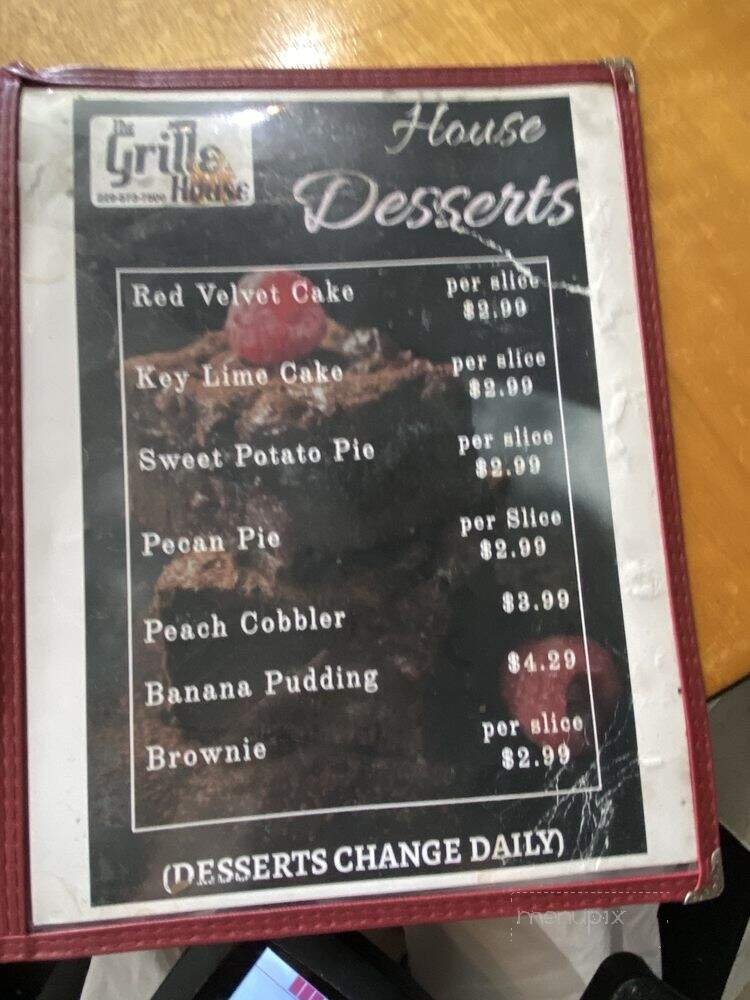 The
Grille
House
House
Desserts
Red Velvet Cake per slice
$2.99
Key Lime Cake per slice
$2.99
Sweet Potato Pie per slice
$2.99
Pecan Pie per Slice
$2.99
Peach Cobbler $3.99
Banana Pudding $4.29
Brownie per slice
$2.99
(DESSERTS CHANGE DAILY)
menupix